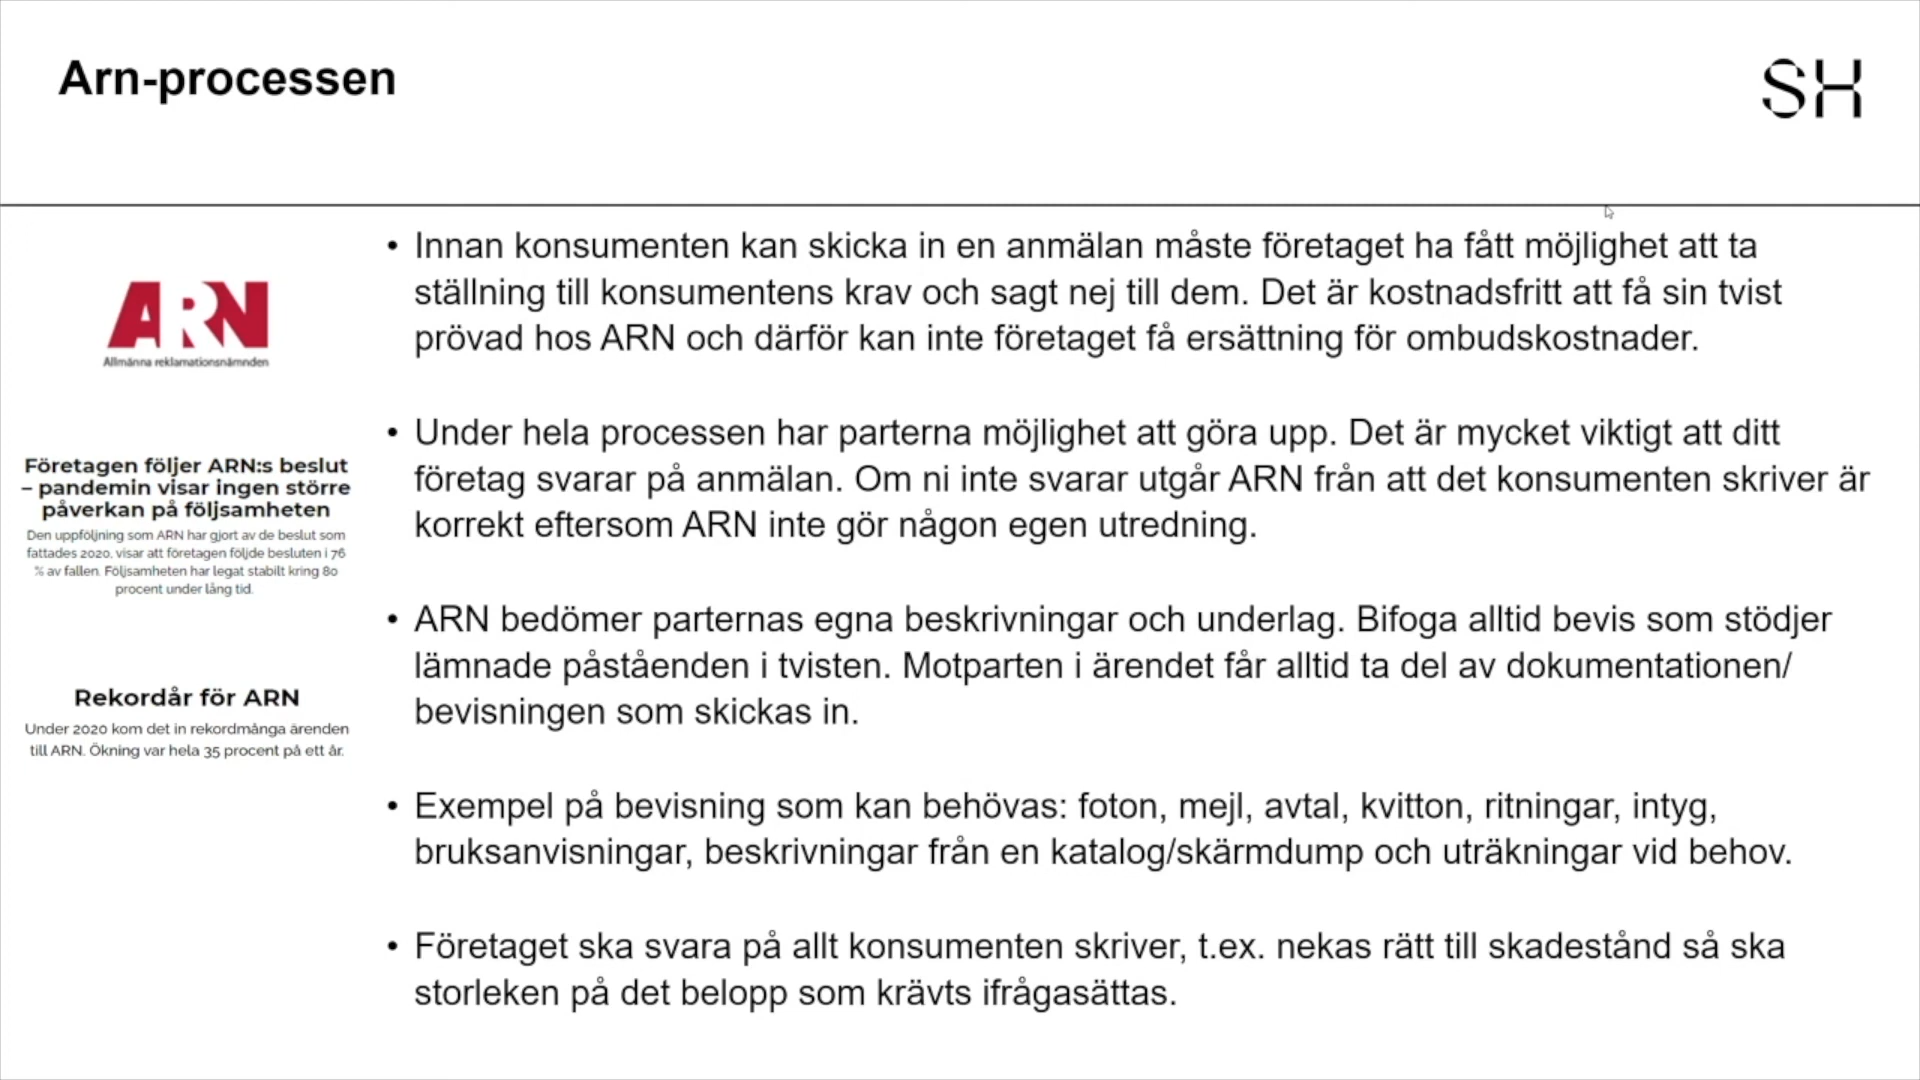 Arn-processen
SH
ARN
Allmänna reklamationsnämnden
Företagen följer ARN:s beslut
– pandemin visar ingen större
påverkan på följsamheten
Den uppföljning som ARN har gjort av de beslut som
fattades 2020, visar att företagen följde besluten i 76
% av fallen. Följsamheten har legat stabilt kring 80
procent under lång tid.
Rekordår för ARN
Under 2020 kom det in rekordmånga ärenden
till ARN. Ökning var hela 35 procent på ett år.
• Innan konsumenten kan skicka in en anmälan måste företaget ha fått möjlighet att ta
ställning till konsumentens krav och sagt nej till dem. Det är kostnadsfritt att få sin tvist
prövad hos ARN och därför kan inte företaget få ersättning för ombudskostnader.
• Under hela processen har parterna möjlighet att göra upp. Det är mycket viktigt att ditt
företag svarar på anmälan. Om ni inte svarar utgår ARN från att det konsumenten skriver är
korrekt eftersom ARN inte gör någon egen utredning.
• ARN bedömer parternas egna beskrivningar och underlag. Bifoga alltid bevis som stödjer
lämnade påståenden i tvisten. Motparten i ärendet får alltid ta del av dokumentationen/
bevisningen som skickas in.
• Exempel på bevisning som kan behövas: foton, mejl, avtal, kvitton, ritningar, intyg,
bruksanvisningar, beskrivningar från en katalog/skärmdump och uträkningar vid behov.
• Företaget ska svara på allt konsumenten skriver, t.ex. nekas rätt till skadestånd så ska
storleken på det belopp som krävts ifrågasättas.